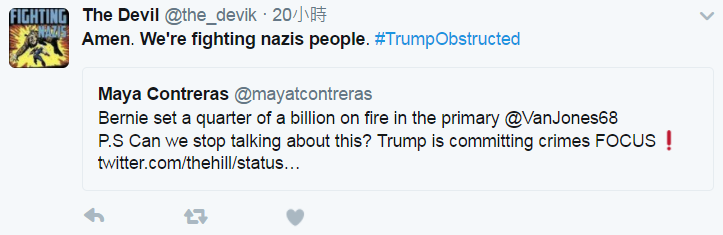 FIGHTING
NAZIS
The Devil @the_devik · 20小時
Amen. We're fighting nazis people. #TrumpObstructed
Maya Contreras @mayatcontreras
Bernie set a quarter of a billion on fire in the primary @VanJones68
P.S Can we stop talking about this? Trump is committing crimes FOCUS❗
twitter.com/thehill/status…